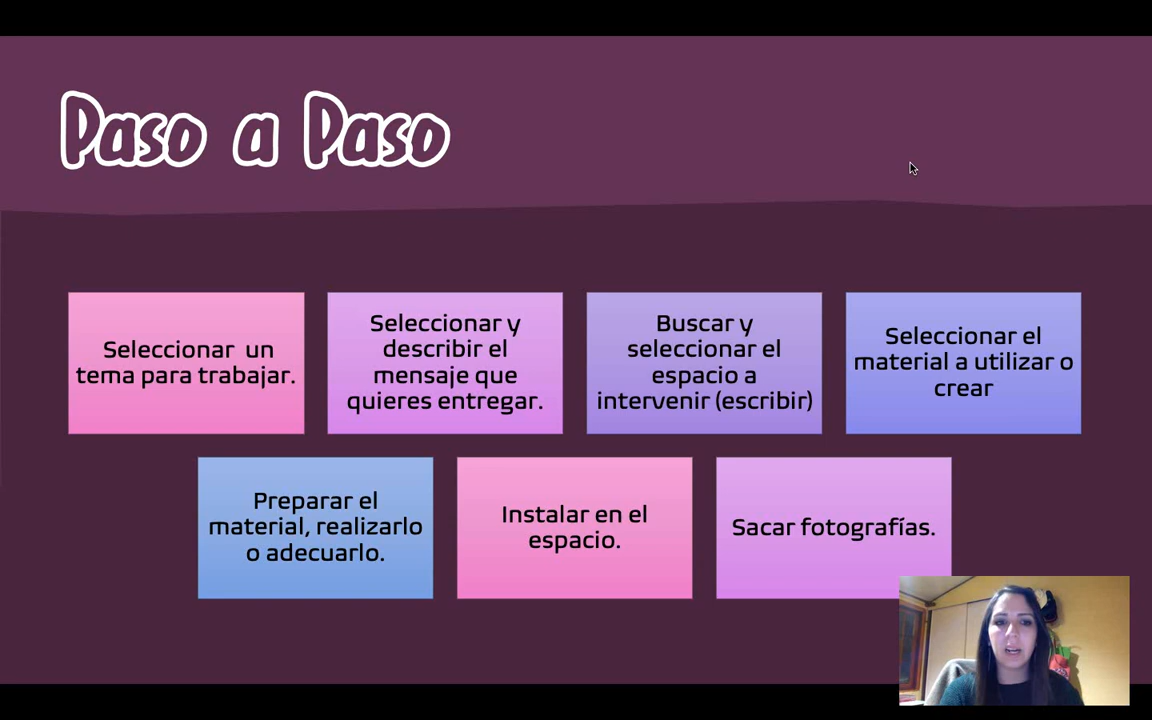 Paso a Paso
Seleccionar un
tema para trabajar.
Seleccionar y
describir el
mensaje que
quieres entregar.
Buscar y
seleccionar el
espacio a
intervenir (escribir)
Seleccionar el
material a utilizar o
crear
Preparar el
material, realizarlo
o adecuarlo.
Instalar en el
espacio.
Sacar fotografías.